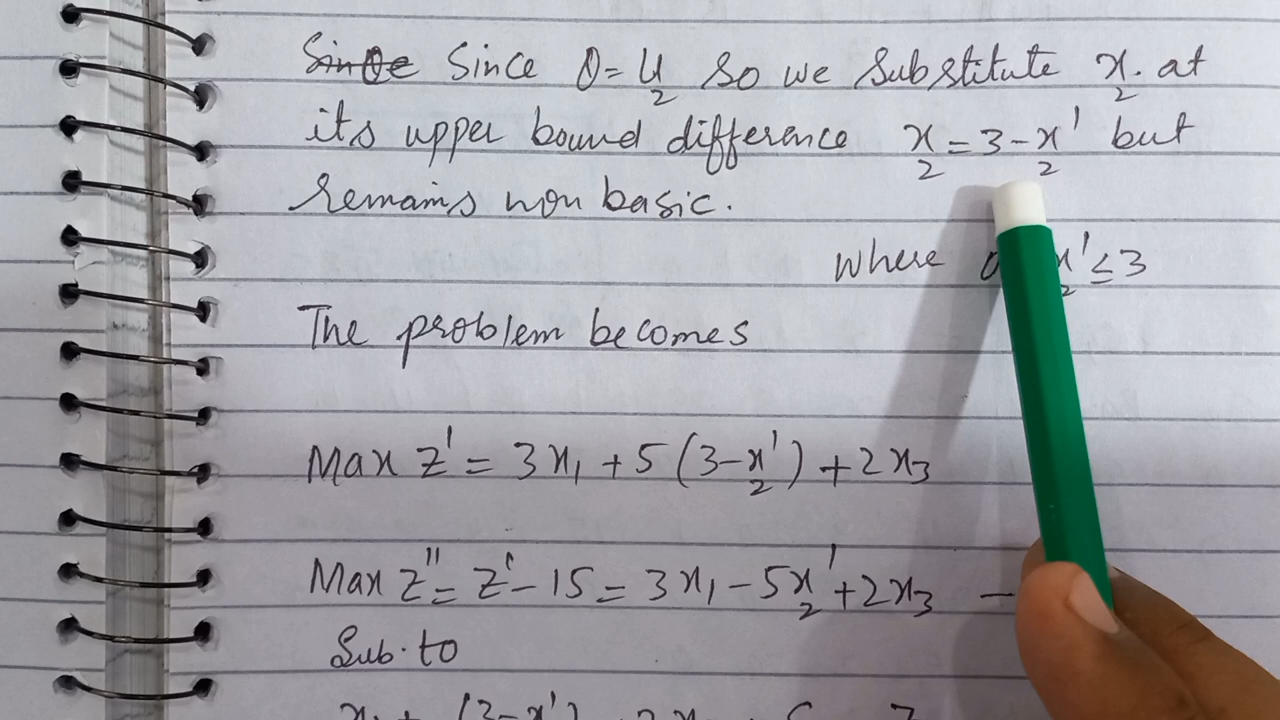 Since Since θ = u₂ so we substitute x₂. at
its upper bound difference x₂ = 3 - x₂' but
remains non basic.
where 0 x₂' ≤ 3
The problem becomes
Max z' = 3x₁ + 5(3 - x₂') + 2x₃
Max z'' = z' - 15 = 3x₁ - 5x₂' + 2x₃ —
Sub. to